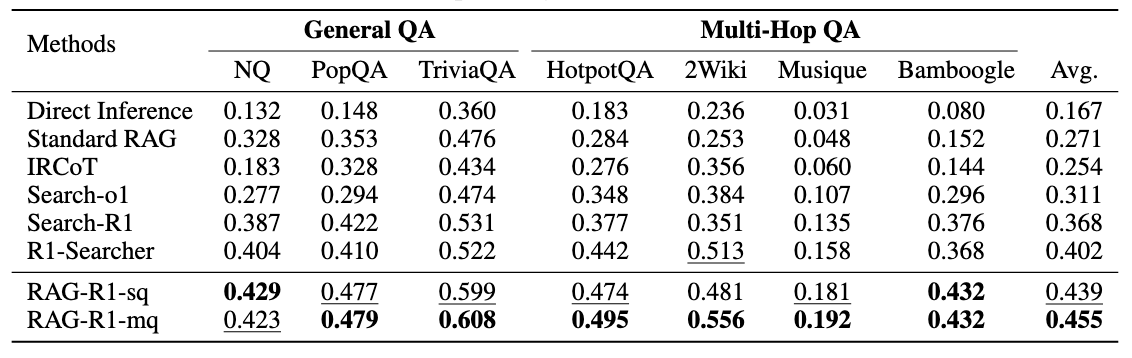 Methods General QA Multi-Hop QA
NQ PopQA TriviaQA HotpotQA 2Wiki Musique Bamboogle Avg.
Direct Inference 0.132 0.148 0.360 0.183 0.236 0.031 0.080 0.167
Standard RAG 0.328 0.353 0.476 0.284 0.253 0.048 0.152 0.271
IRCoT 0.183 0.328 0.434 0.276 0.356 0.060 0.144 0.254
Search-o1 0.277 0.294 0.474 0.348 0.384 0.107 0.296 0.311
Search-R1 0.387 0.422 0.531 0.377 0.351 0.135 0.376 0.368
R1-Searcher 0.404 0.410 0.522 0.442 0.513 0.158 0.368 0.402
RAG-R1-sq 0.429 0.477 0.599 0.474 0.481 0.181 0.432 0.439
RAG-R1-mq 0.423 0.479 0.608 0.495 0.556 0.192 0.432 0.455